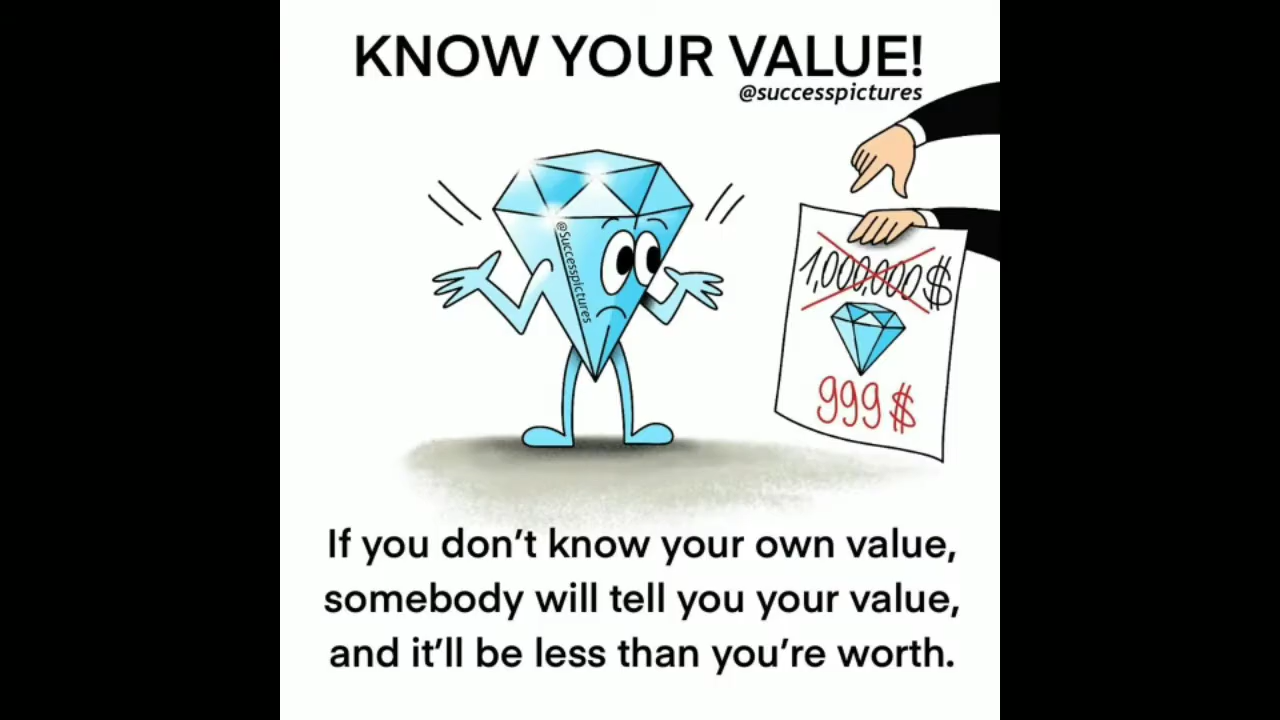 KNOW YOUR VALUE!
@successpictures
@Successpictures
1,000,000$
999$
If you don't know your own value,
somebody will tell you your value,
and it'll be less than you're worth.